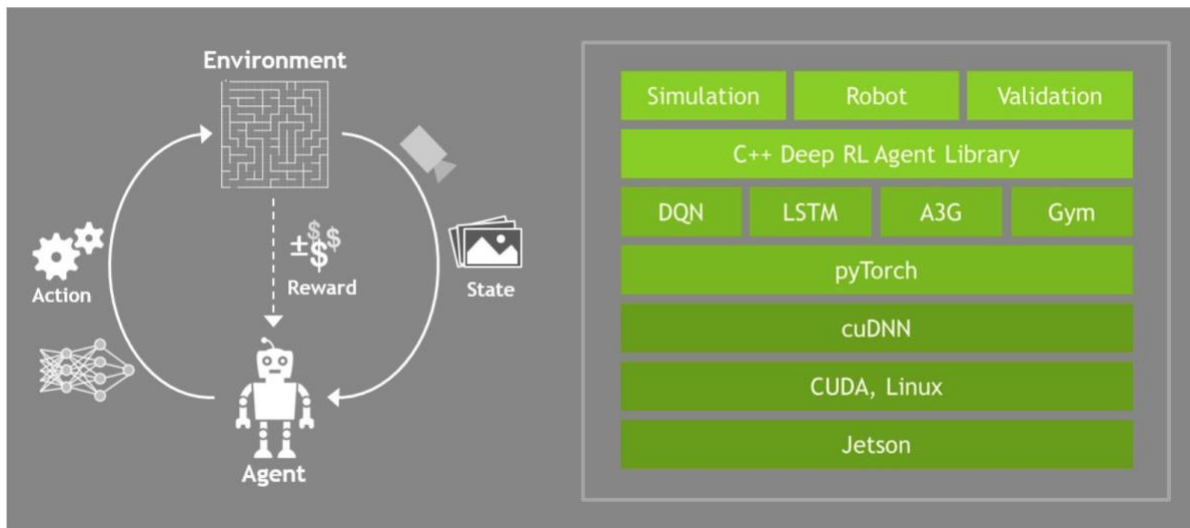 Environment
±$$$
Reward
State
Action
Agent
Simulation
Robot
Validation
C++ Deep RL Agent Library
DQN
LSTM
A3G
Gym
pyTorch
cuDNN
CUDA, Linux
Jetson